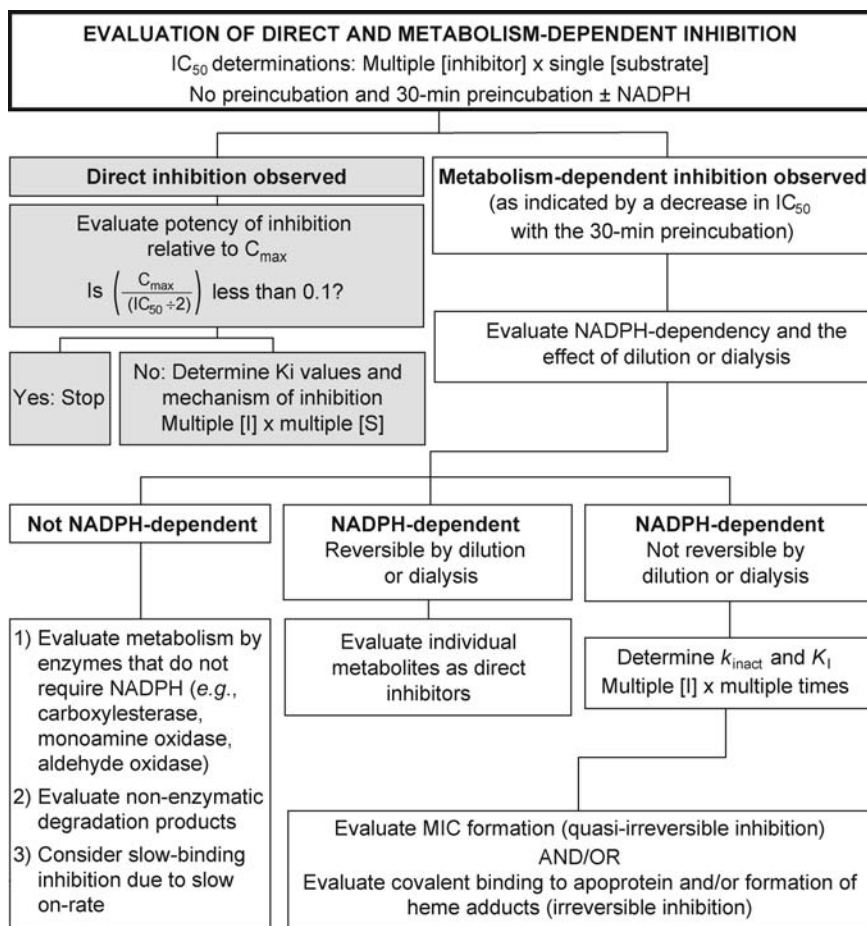 EVALUATION OF DIRECT AND METABOLISM-DEPENDENT INHIBITION
IC50 determinations: Multiple [inhibitor] x single [substrate]
No preincubation and 30-min preincubation ± NADPH
Direct inhibition observed
Evaluate potency of inhibition
relative to Cmax
Is (Cmax / (IC50 ÷2)) less than 0.1?
Yes: Stop
No: Determine Ki values and
mechanism of inhibition
Multiple [I] x multiple [S]
Metabolism-dependent inhibition observed
(as indicated by a decrease in IC50
with the 30-min preincubation)
Evaluate NADPH-dependency and the
effect of dilution or dialysis
Not NADPH-dependent
1) Evaluate metabolism by
enzymes that do not
require NADPH (e.g.,
carboxylesterase,
monoamine oxidase,
aldehyde oxidase)
2) Evaluate non-enzymatic
degradation products
3) Consider slow-binding
inhibition due to slow
on-rate
NADPH-dependent
Reversible by dilution
or dialysis
Evaluate individual
metabolites as direct
inhibitors
NADPH-dependent
Not reversible by
dilution or dialysis
Determine kinact and KI
Multiple [I] x multiple times
Evaluate MIC formation (quasi-irreversible inhibition)
AND/OR
Evaluate covalent binding to apoprotein and/or formation of
heme adducts (irreversible inhibition)